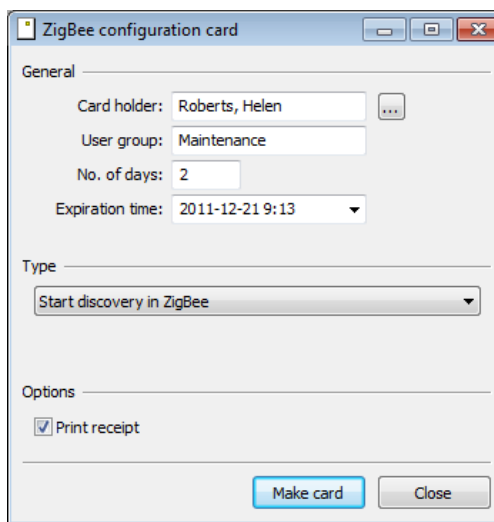 ZigBee configuration card
General
Card holder: Roberts, Helen ...
User group: Maintenance
No. of days: 2
Expiration time: 2011-12-21 9:13
Type
Start discovery in ZigBee
Options
Print receipt
Make card Close